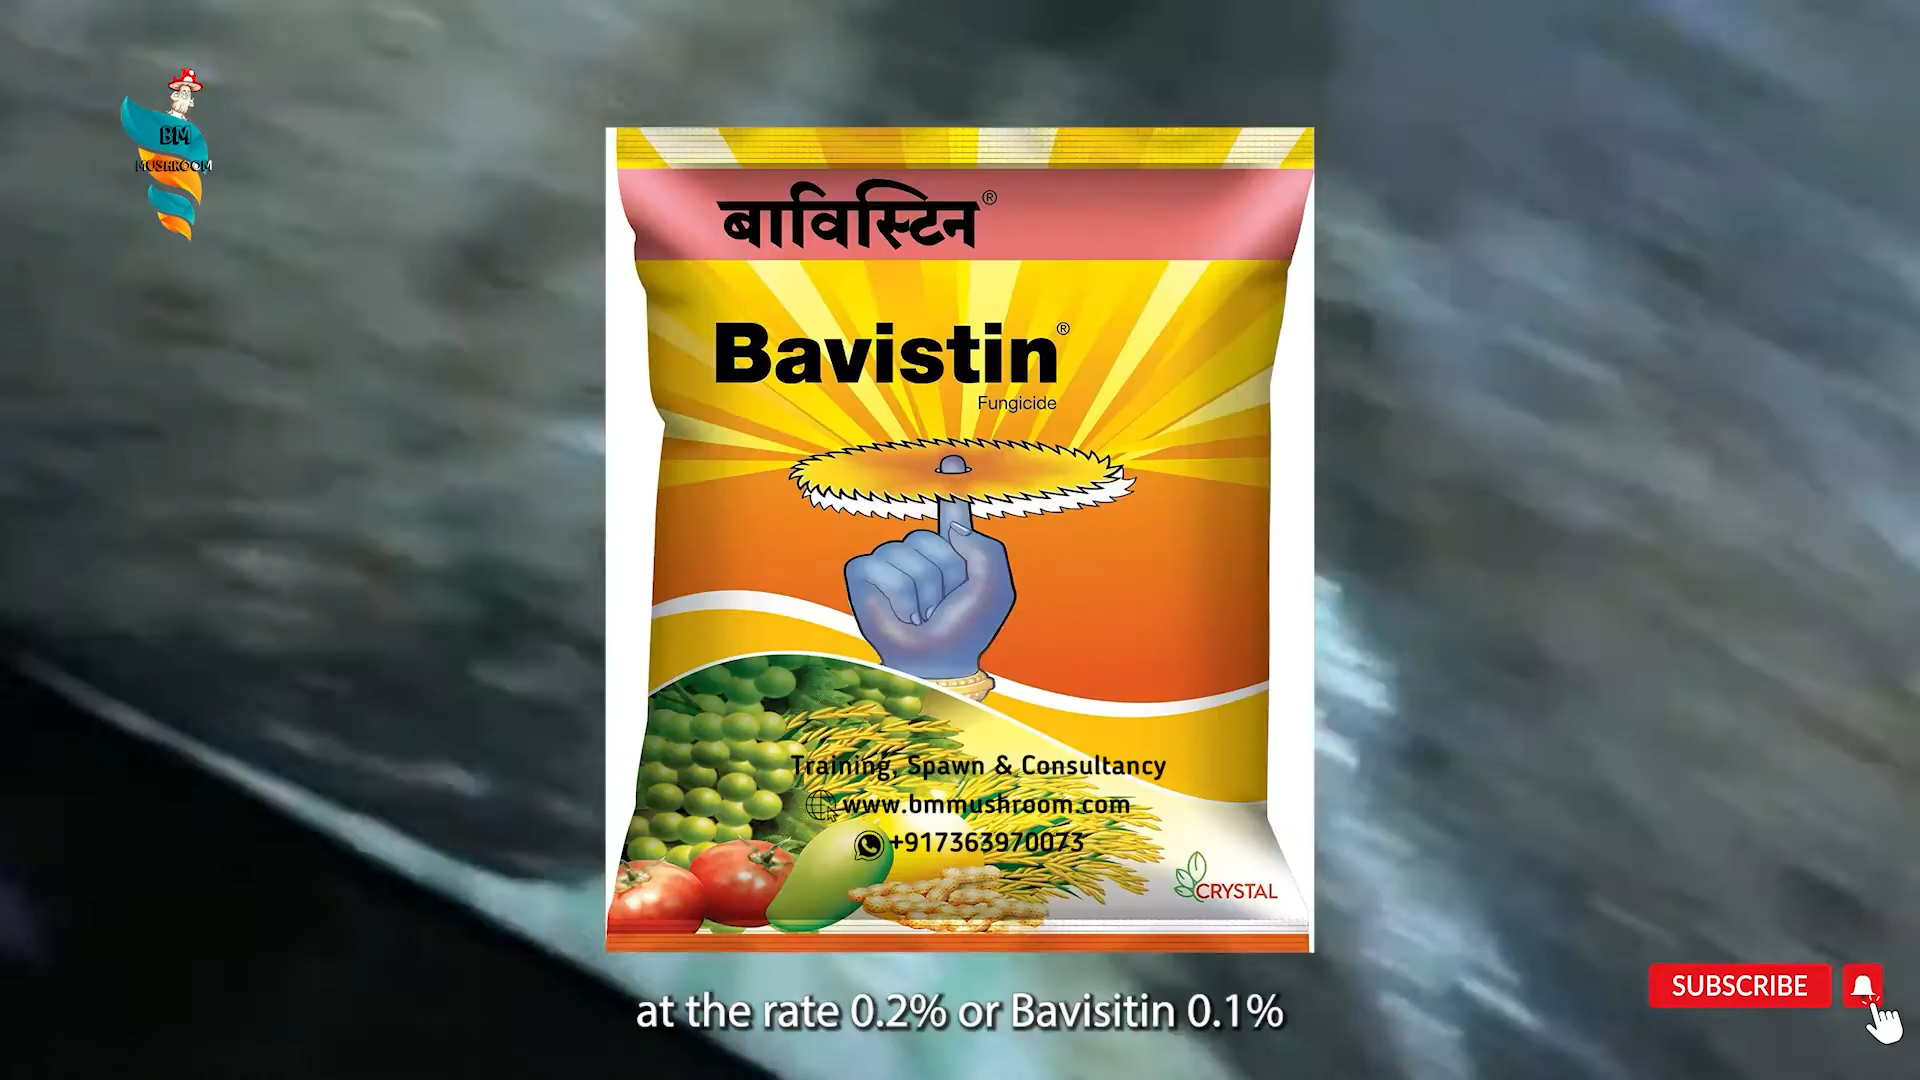 BM
MUSHROOM
बाविस्टिन®
Bavistin®
Fungicide
Training, Spawn & Consultancy
www.bmmushroom.com
+917363970073
CRYSTAL
SUBSCRIBE
at the rate 0.2% or Bavisitin 0.1%